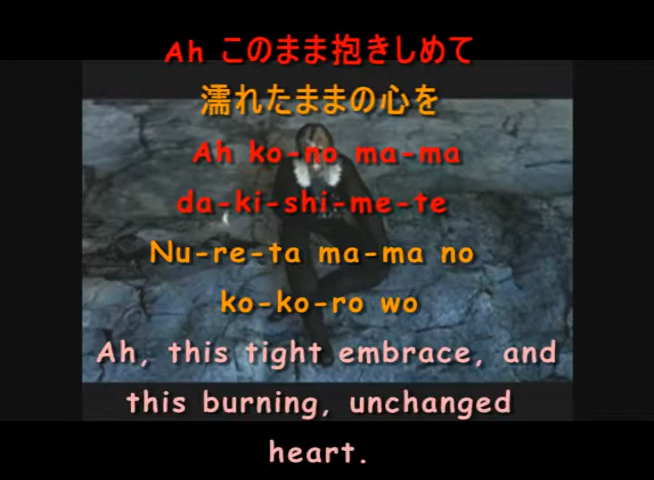 Ah このまま抱きしめて
濡れたままの心を
Ah ko-no ma-ma
da-ki-shi-me-te
Nu-re-ta ma-ma no
ko-ko-ro wo
Ah, this tight embrace, and
this burning, unchanged
heart.